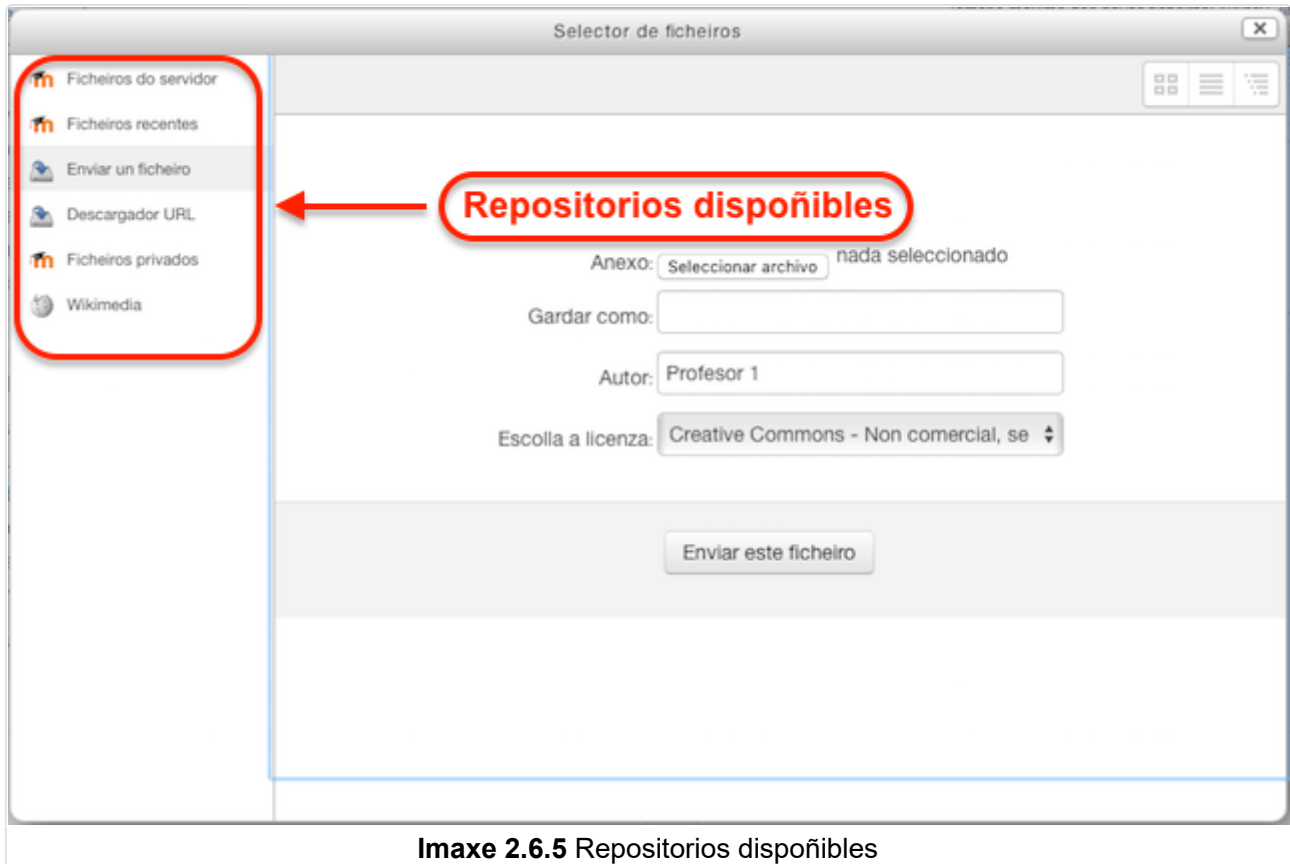 Selector de ficheiros
Ficheiros do servidor
Ficheiros recentes
Enviar un ficheiro
Descargador URL
Ficheiros privados
Wikimedia
Repositorios dispoñibles
Anexo: Seleccionar archivo nada seleccionado
Gardar como:
Autor: Profesor 1
Escolla a licenza: Creative Commons - Non comercial, se
Enviar este ficheiro
Imaxe 2.6.5 Repositorios dispoñibles